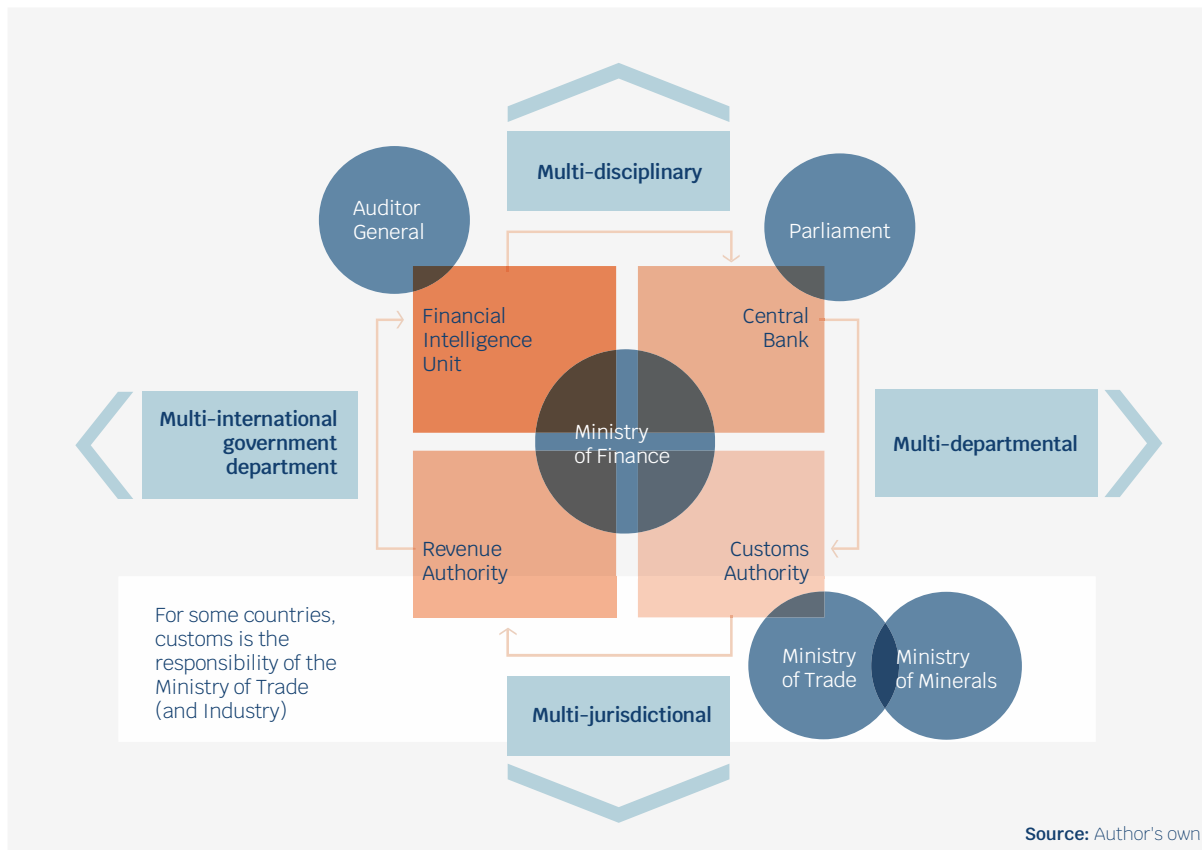 Multi-disciplinary
Auditor
General
Parliament
Financial
Intelligence
Unit
Central
Bank
Multi-international
government
department
Ministry
of Finance
Multi-departmental
Revenue
Authority
Customs
Authority
For some countries,
customs is the
responsibility of the
Ministry of Trade
(and Industry)
Ministry
of Trade
Ministry
of Minerals
Multi-jurisdictional
Source: Author's own